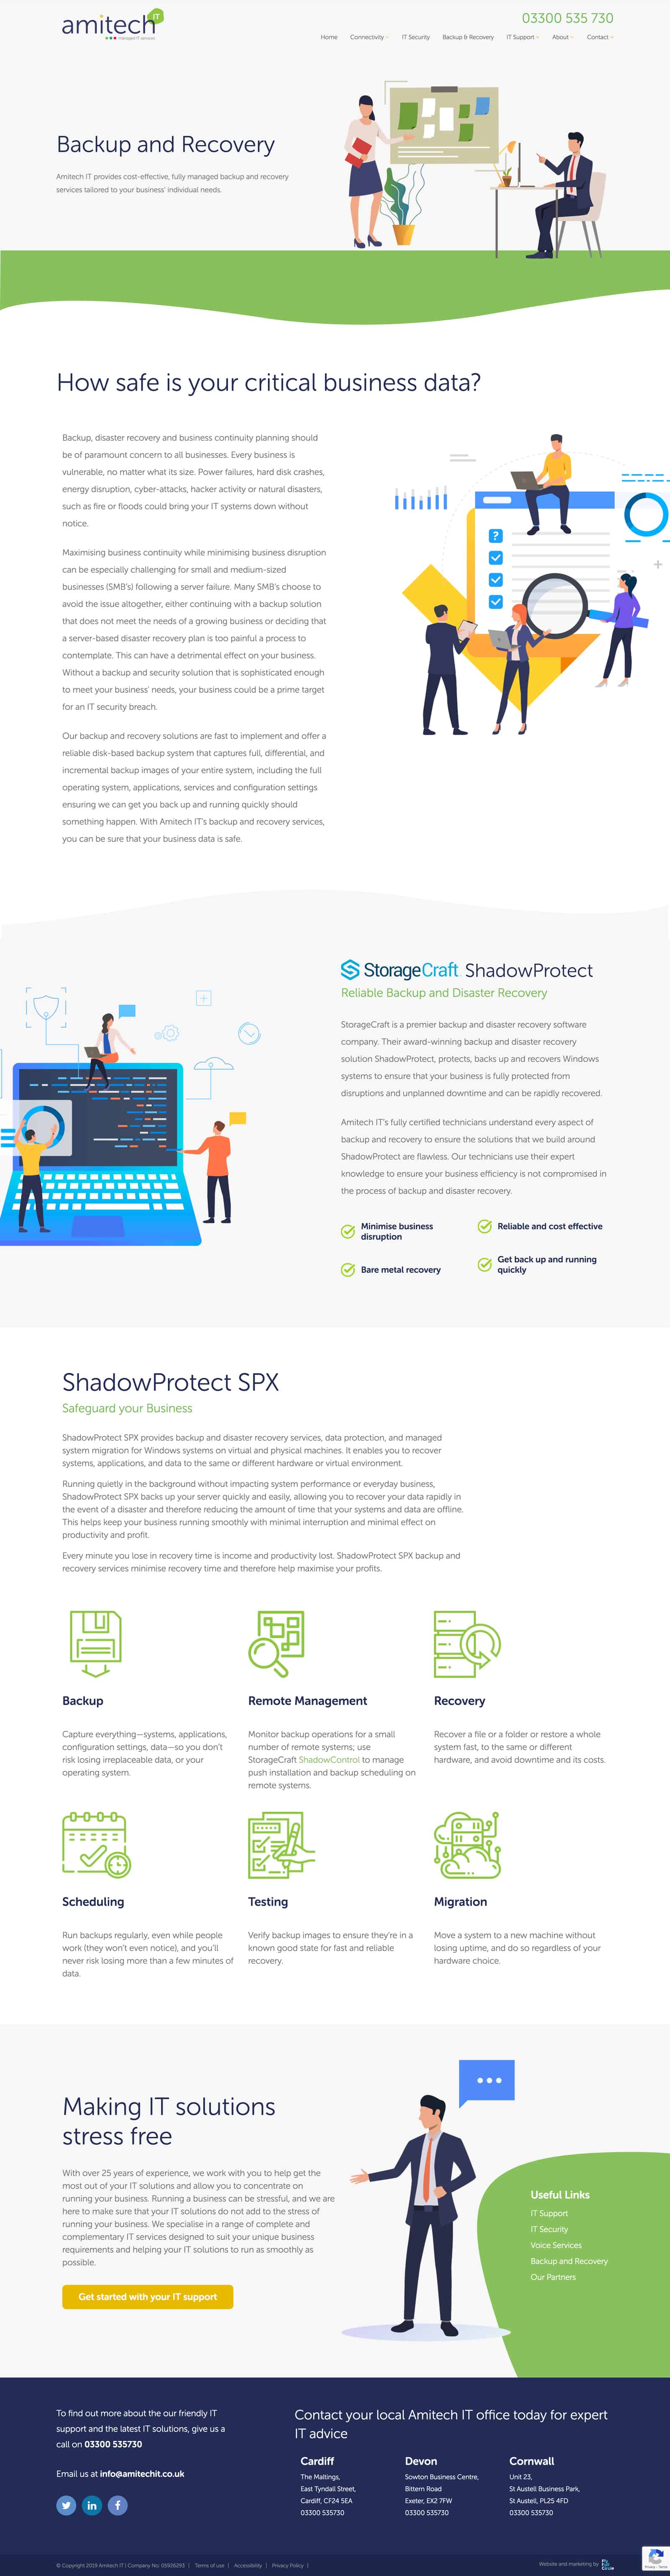 amitech IT
managed IT services
03300 535 730
Home Connectivity IT Security Backup & Recovery IT Support About Contact
Backup and Recovery
Amitech IT provides cost-effective, fully managed backup and recovery
services tailored to your business' individual needs.
How safe is your critical business data?
Backup, disaster recovery and business continuity planning should
be of paramount concern to all businesses. Every business is
vulnerable, no matter what its size. Power failures, hard disk crashes,
energy disruption, cyber-attacks, hacker activity or natural disasters,
such as fire or floods could bring your IT systems down without
notice.
Maximising business continuity while minimising business disruption
can be especially challenging for small and medium-sized
businesses (SMB's) following a server failure. Many SMB's choose to
avoid the issue altogether, either continuing with a backup solution
that does not meet the needs of a growing business or deciding that
a server-based disaster recovery plan is too painful a process to
contemplate. This can have a detrimental effect on your business.
Without a backup and security solution that is sophisticated enough
to meet your business' needs, your business could be a prime target
for an IT security breach.
Our backup and recovery solutions are fast to implement and offer a
reliable disk-based backup system that captures full, differential, and
incremental backup images of your entire system, including the full
operating system, applications, services and configuration settings
ensuring we can get you back up and running quickly should
something happen. With Amitech IT's backup and recovery services,
you can be sure that your business data is safe.
?
StorageCraft ShadowProtect
Reliable Backup and Disaster Recovery
StorageCraft is a premier backup and disaster recovery software
company. Their award-winning backup and disaster recovery
solution ShadowProtect, protects, backs up and recovers Windows
systems to ensure that your business is fully protected from
disruptions and unplanned downtime and can be rapidly recovered.
Amitech IT's fully certified technicians understand every aspect of
backup and recovery to ensure the solutions that we build around
ShadowProtect are flawless. Our technicians use their expert
knowledge to ensure your business efficiency is not compromised in
the process of backup and disaster recovery.
Minimise business
disruption
Reliable and cost effective
Bare metal recovery
Get back up and running
quickly
ShadowProtect SPX
Safeguard your Business
ShadowProtect SPX provides backup and disaster recovery services, data protection, and managed
system migration for Windows systems on virtual and physical machines. It enables you to recover
systems, applications, and data to the same or different hardware or virtual environment.
Running quietly in the background without impacting system performance or everyday business,
ShadowProtect SPX backs up your server quickly and easily, allowing you to recover your data rapidly in
the event of a disaster and therefore reducing the amount of time that your systems and data are offline.
This helps keep your business running smoothly with minimal interruption and minimal effect on
productivity and profit.
Every minute you lose in recovery time is income and productivity lost. ShadowProtect SPX backup and
recovery services minimise recovery time and therefore help maximise your profits.
Backup
Capture everything—systems, applications,
configuration settings, data—so you don't
risk losing irreplaceable data, or your
operating system.
Remote Management
Monitor backup operations for a small
number of remote systems; use
StorageCraft ShadowControl to manage
push installation and backup scheduling on
remote systems.
Recovery
Recover a file or a folder or restore a whole
system fast, to the same or different
hardware, and avoid downtime and its costs.
Scheduling
Run backups regularly, even while people
work (they won't even notice), and you'll
never risk losing more than a few minutes of
data.
Testing
Verify backup images to ensure they're in a
known good state for fast and reliable
recovery.
Migration
Move a system to a new machine without
losing uptime, and do so regardless of your
hardware choice.
Making IT solutions
stress free
With over 25 years of experience, we work with you to help get the
most out of your IT solutions and allow you to concentrate on
running your business. Running a business can be stressful, and we are
here to make sure that your IT solutions do not add to the stress of
running your business. We specialise in a range of complete and
complementary IT services designed to suit your unique business
requirements and helping your IT solutions to run as smoothly as
possible.
Get started with your IT support
Useful Links
IT Support
IT Security
Voice Services
Backup and Recovery
Our Partners
To find out more about the our friendly IT
support and the latest IT solutions, give us a
call on 03300 535730
Email us at info@amitechit.co.uk
Contact your local Amitech IT office today for expert
IT advice
Cardiff
The Maltings,
East Tyndall Street,
Cardiff, CF24 5EA
03300 535730
Devon
Sowton Business Centre,
Bittern Road
Exeter, EX2 7FW
03300 535730
Cornwall
Unit 23,
St Austell Business Park,
St Austell, PL25 4FD
03300 535730
© Copyright 2019 Amitech IT | Company No: 05926293 | Terms of use | Accessibility | Privacy Policy |
Website and marketing by
Privacy - Terms